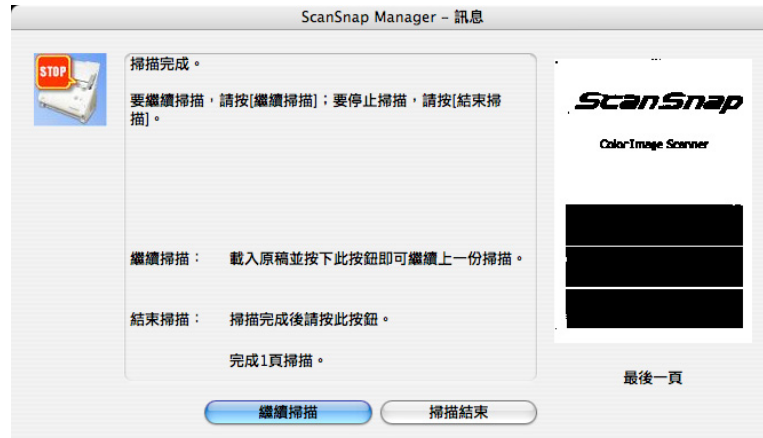 ScanSnap Manager – 訊息
STOP
掃描完成。
要繼續掃描，請按[繼續掃描]；要停止掃描，請按[結束掃
描]。
繼續掃描： 載入原稿並按下此按鈕即可繼續上一份掃描。
結束掃描： 掃描完成後請按此按鈕。
完成1頁掃描。
ScanSnap
Color Image Scanner
最後一頁
繼續掃描
掃描結束